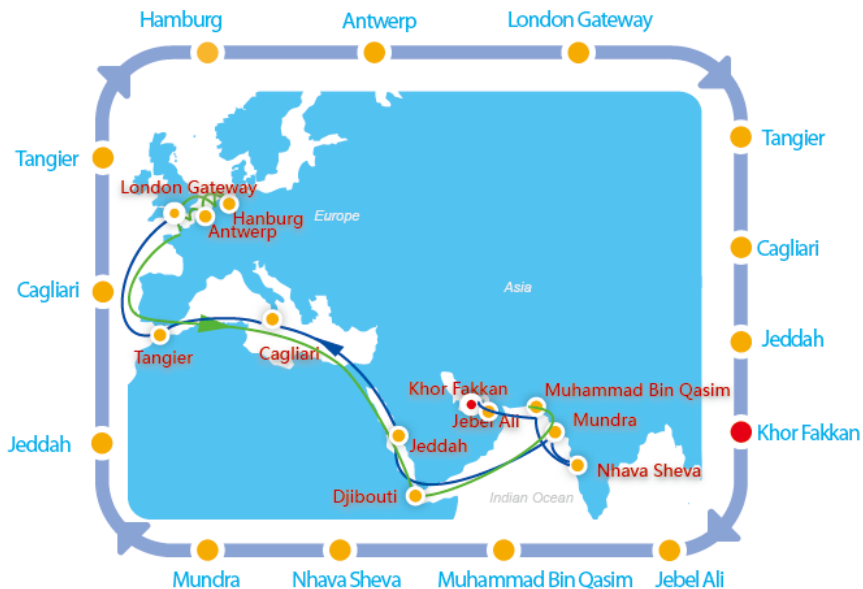 Hamburg
Antwerp
London Gateway
Tangier
Tangier
London Gateway
Hanburg
Antwerp
Europe
Cagliari
Asia
Cagliari
Jeddah
Tangier
Cagliari
Khor Fakkan
Muhammad Bin Qasim
Jebel Ali
Mundra
Khor Fakkan
Jeddah
Jeddah
Nhava Sheva
Djibouti
Indian Ocean
Mundra
Nhava Sheva
Muhammad Bin Qasim
Jebel Ali